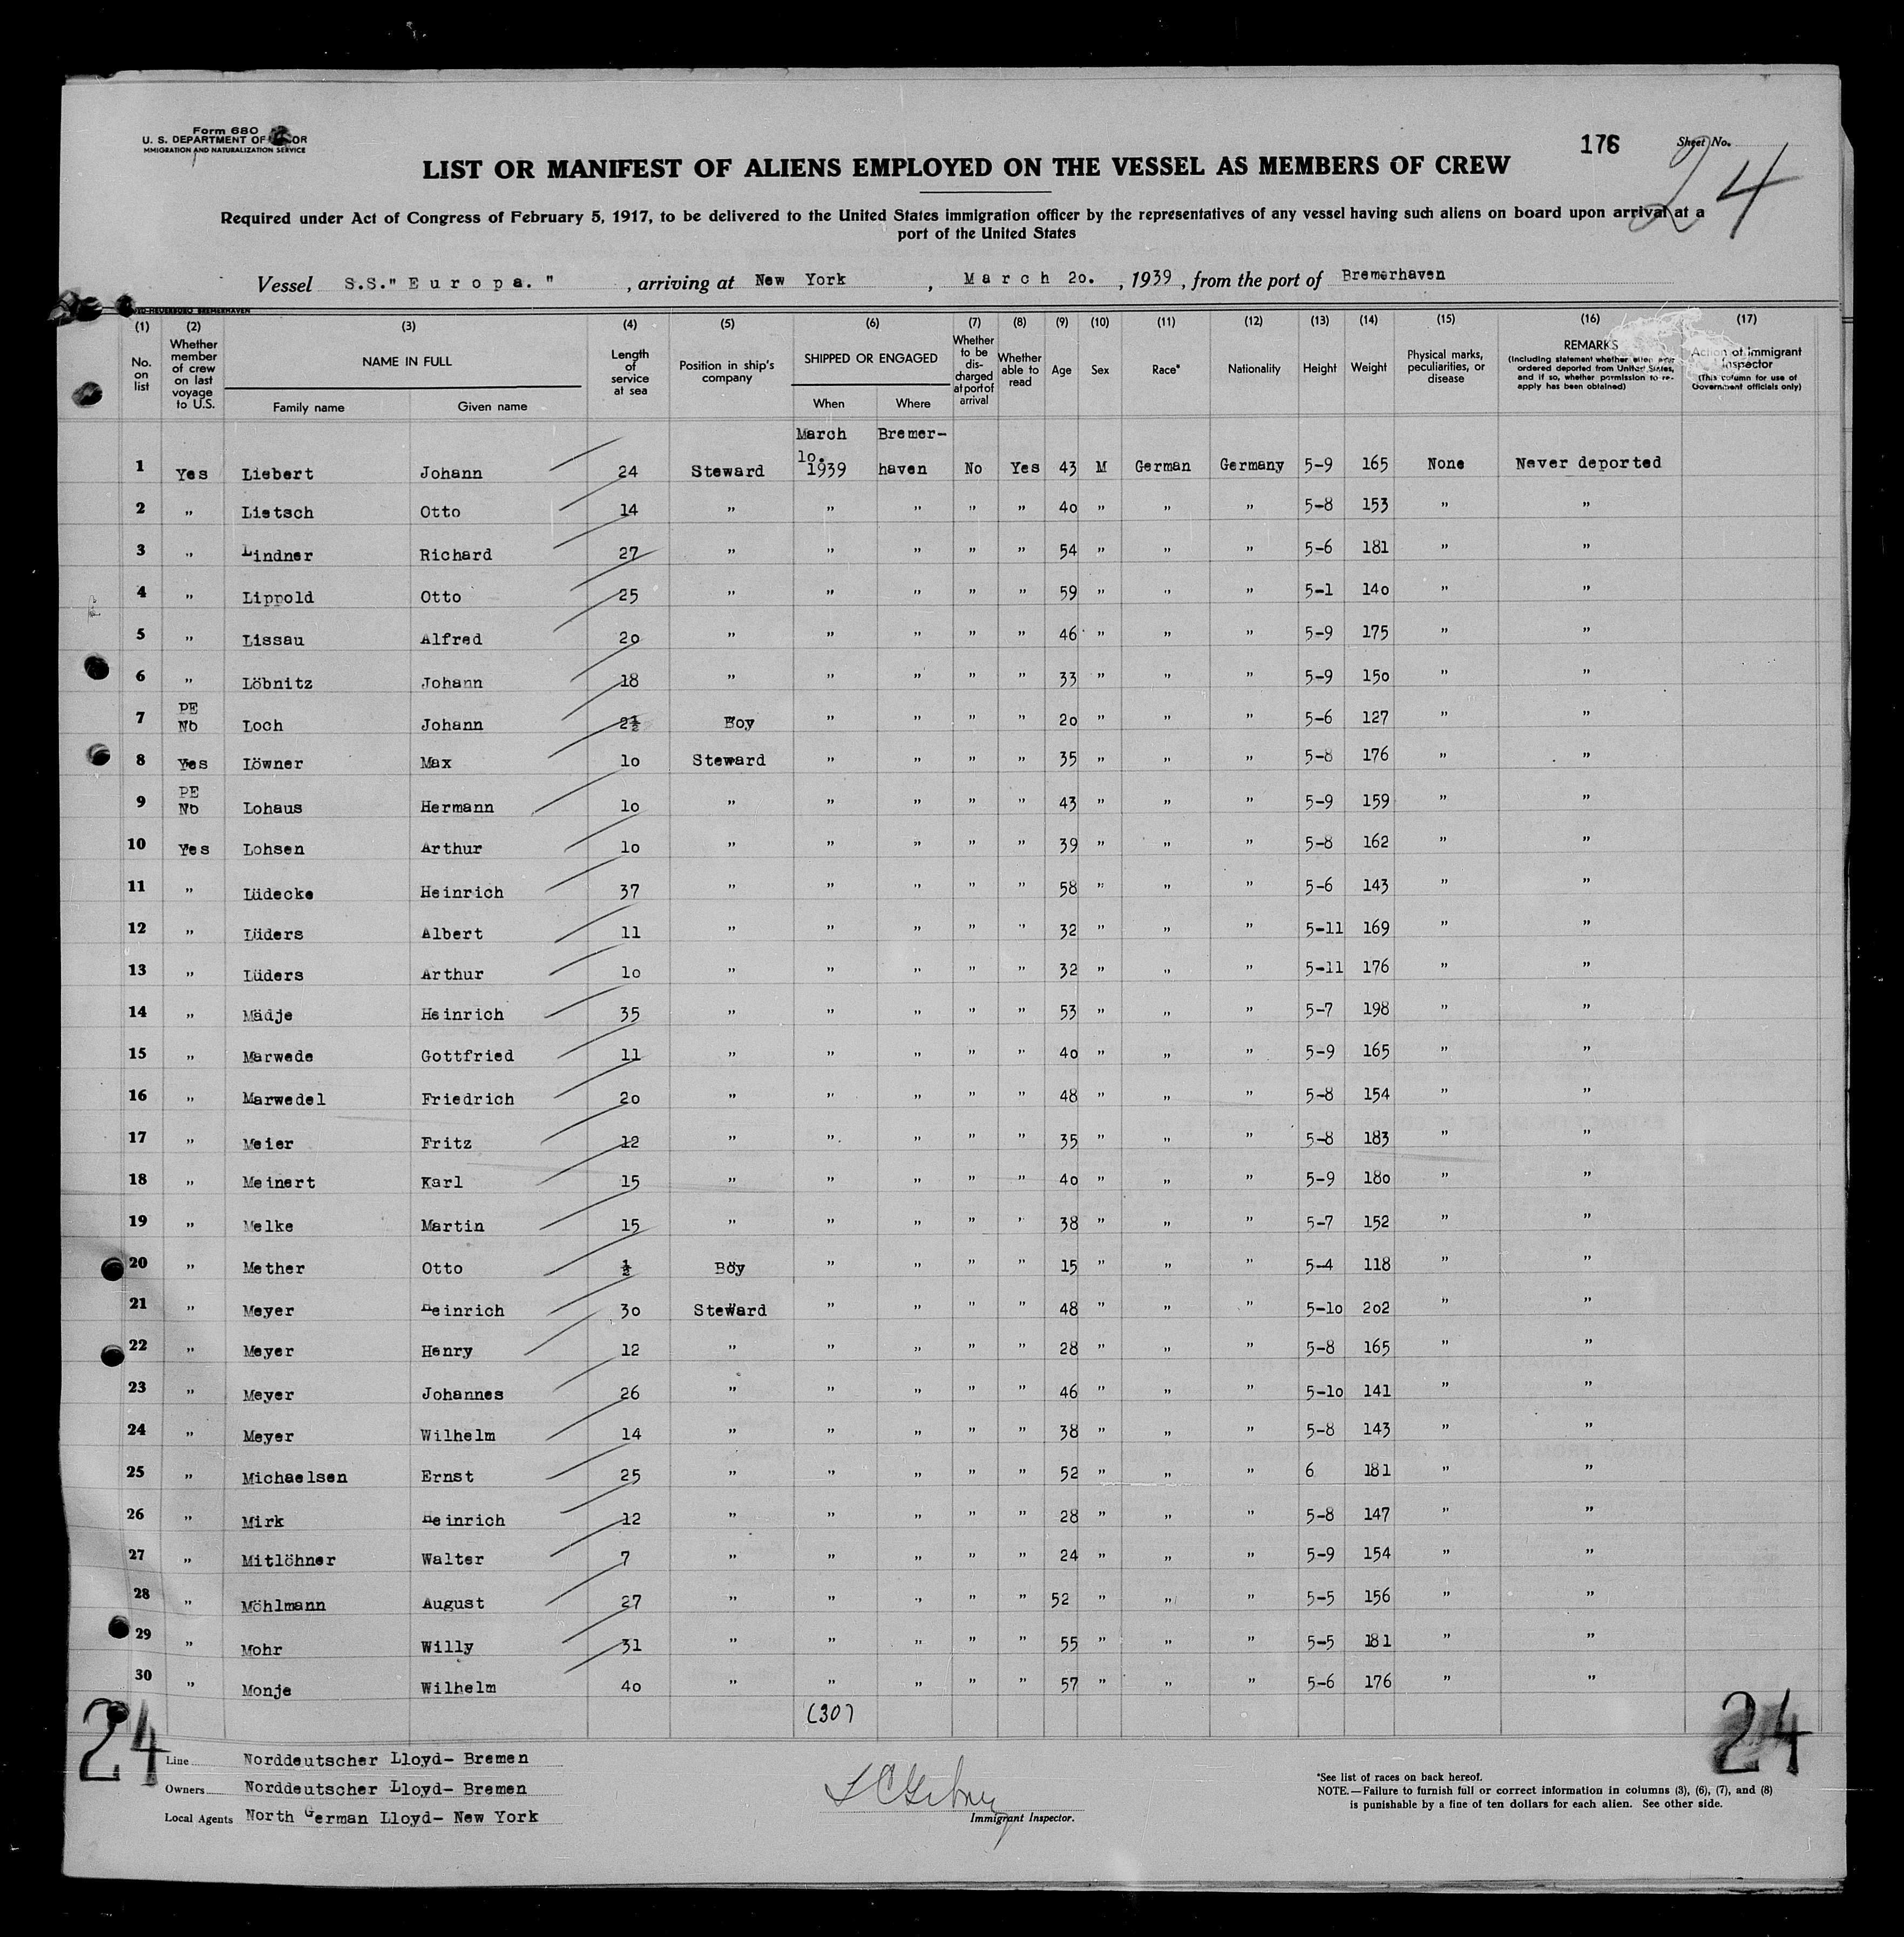 Form 680
U. S. DEPARTMENT OF
IMMIGRATION AND NATURALIZATION SERVICE
176
Sheet No.
24
LIST OR MANIFEST OF ALIENS EMPLOYED ON THE VESSEL AS MEMBERS OF CREW
Required under Act of Congress of February 5, 1917, to be delivered to the United States immigration officer by the representatives of any vessel having such aliens on board upon arrival at a
port of the United States
Vessel S.S." E u r o p a. " , arriving at New York , M a r c h 2o. , 1939 , from the port of Bremerhaven
(1) (2) (3) (4) (5) (6) (7) (8) (9) (10) (11) (12) (13) (14) (15) (16) (17)
No. on list
Whether member of crew on last voyage to U.S.
NAME IN FULL
Family name Given name
Length of service at sea
Position in ship's company
SHIPPED OR ENGAGED
When Where
Whether to be discharged at port of arrival
Whether able to read
Age Sex Race* Nationality Height Weight
Physical marks, peculiarities, or disease
REMARKS
(Including statement whether alien ever ordered deported from United States, and if so, whether permission to reapply has been obtained)
Action of Immigrant Inspector
(This column for use of Government officials only)
March Bremer-
1o.
1 Yes Liebert Johann 24 Steward 1939 haven No Yes 43 M German Germany 5-9 165 None Never deported
2 " Lietsch Otto 14 " " " " " 4o " " " 5-8 153 " "
3 " Lindner Richard 27 " " " " " 54 " " " 5-6 181 " "
4 " Lippold Otto 25 " " " " " 59 " " " 5-1 14o " "
5 " Lissau Alfred 2o " " " " " 46 " " " 5-9 175 " "
6 " Löbnitz Johann 18 " " " " " 33 " " " 5-9 15o " "
PE
7 No Loch Johann 2½ Boy " " " " 2o " " " 5-6 127 " "
8 Yes Löwner Max 1o Steward " " " " 35 " " " 5-8 176 " "
PE
9 No Lohaus Hermann 1o " " " " " 43 " " " 5-9 159 " "
10 Yes Lohsen Arthur 1o " " " " " 39 " " " 5-8 162 " "
11 " Lüdecke Heinrich 37 " " " " " 58 " " " 5-6 143 " "
12 " Lüders Albert 11 " " " " " 32 " " " 5-11 169 " "
13 " Lüders Arthur 1o " " " " " 32 " " " 5-11 176 " "
14 " Mädje Heinrich 35 " " " " " 53 " " " 5-7 198 " "
15 " Marwede Gottfried 11 " " " " " 4o " " " 5-9 165 " "
16 " Marwedel Friedrich 2o " " " " " 48 " " " 5-8 154 " "
17 " Meier Fritz 12 " " " " " 35 " " " 5-8 183 " "
18 " Meinert Karl 15 " " " " " 4o " " " 5-9 18o " "
19 " Melke Martin 15 " " " " " 38 " " " 5-7 152 " "
20 " Mether Otto ½ Boy " " " " 15 " " " 5-4 118 " "
21 " Meyer Heinrich 3o Steward " " " " 48 " " " 5-1o 2o2 " "
22 " Meyer Henry 12 " " " " " 28 " " " 5-8 165 " "
23 " Meyer Johannes 26 " " " " " 46 " " " 5-1o 141 " "
24 " Meyer Wilhelm 14 " " " " " 38 " " " 5-8 143 " "
25 " Michaelsen Ernst 25 " " " " " 52 " " " 6 181 " "
26 " Mirk Heinrich 12 " " " " " 28 " " " 5-8 147 " "
27 " Mitlöhner Walter 7 " " " " " 24 " " " 5-9 154 " "
28 " Möhlmann August 27 " " " " " 52 " " " 5-5 156 " "
29 " Mohr Willy 31 " " " " " 55 " " " 5-5 181 " "
30 " Monje Wilhelm 4o " " " " " 57 " " " 5-6 176 " "
(30)
24
24
Line Norddeutscher Lloyd- Bremen
Owners Norddeutscher Lloyd- Bremen
Local Agents North German Lloyd- New York
Immigrant Inspector.
*See list of races on back hereof.
NOTE.—Failure to furnish full or correct information in columns (3), (6), (7), and (8)
is punishable by a fine of ten dollars for each alien. See other side.